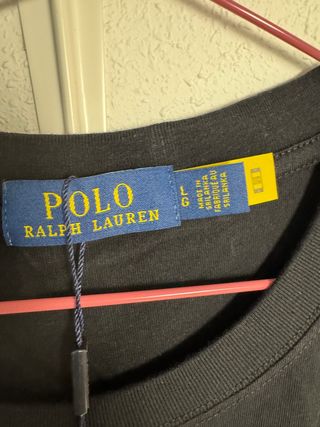 POLO
RALPH LAUREN
L
G
MADE IN
SRI LANKA
FABRIQUÉ AU
SRI LANKA